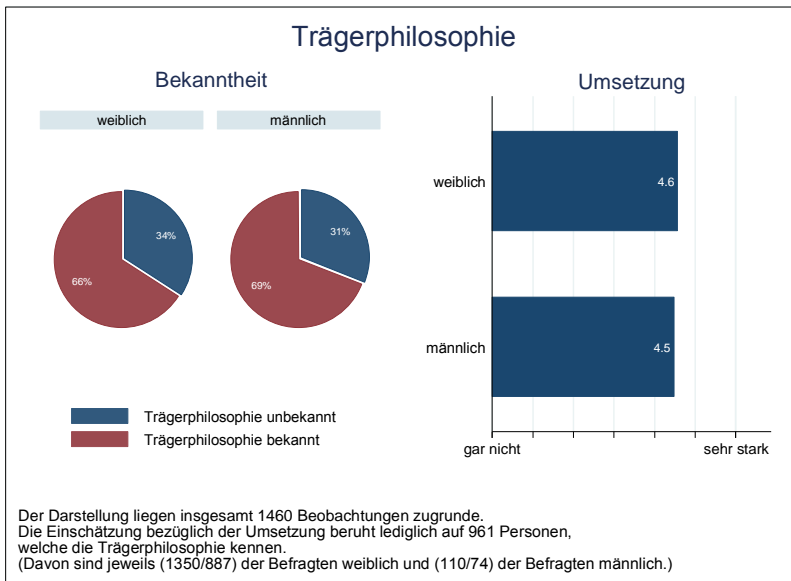 Trägerphilosophie
Bekanntheit
weiblich
männlich
34%
66%
31%
69%
Trägerphilosophie unbekannt
Trägerphilosophie bekannt
Umsetzung
weiblich
4.6
männlich
4.5
gar nicht
sehr stark
Der Darstellung liegen insgesamt 1460 Beobachtungen zugrunde.
Die Einschätzung bezüglich der Umsetzung beruht lediglich auf 961 Personen,
welche die Trägerphilosophie kennen.
(Davon sind jeweils (1350/887) der Befragten weiblich und (110/74) der Befragten männlich.)